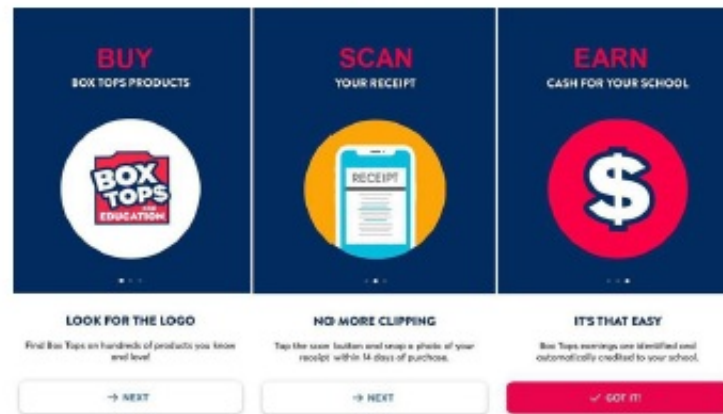 BUY
BOX TOPS PRODUCTS
BOX
TOPS
FOR
EDUCATION
LOOK FOR THE LOGO
Find Box Tops on hundreds of products you know
and love!
→ NEXT
SCAN
YOUR RECEIPT
RECEIPT
NO MORE CLIPPING
Tap the scan button and snap a photo of your
receipt within 14 days of purchase.
→ NEXT
EARN
CASH FOR YOUR SCHOOL
$
IT'S THAT EASY
Box Tops earnings are identified and
automatically credited to your school.
✓ GOT IT!